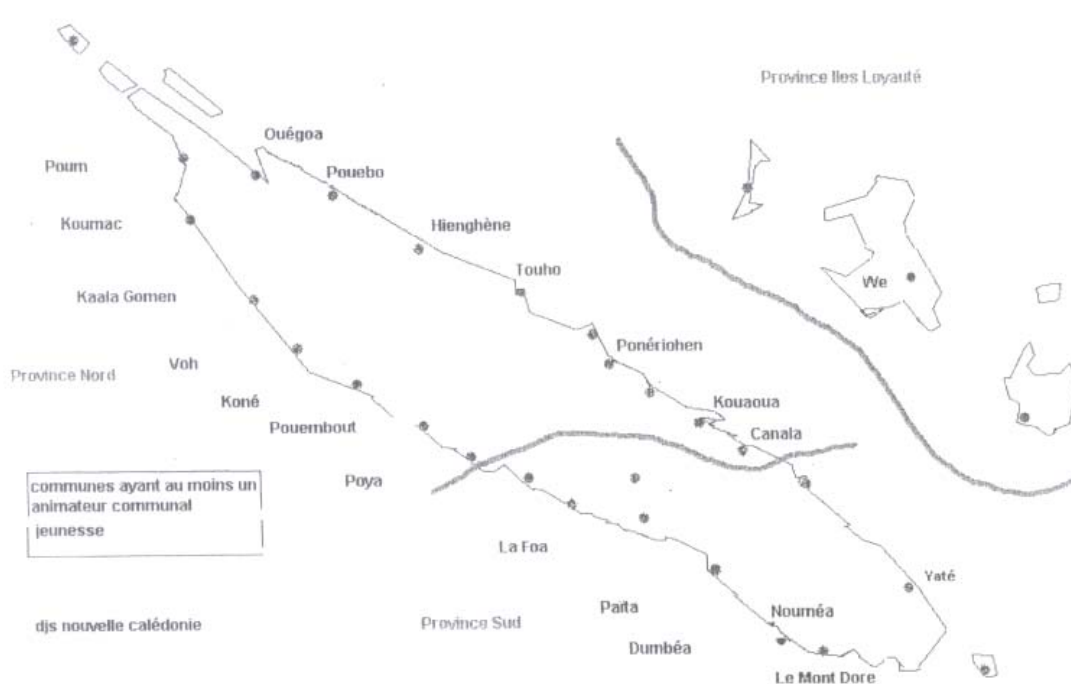 Province Iles Loyauté
Ouégoa
Poum
Pouebo
Koumac
Hienghène
Touho
We
Kaala Gomen
Ponériohen
Voh
Province Nord
Koné
Kouaoua
Pouembout
Canala
Poya
communes ayant au moins un
animateur communal
jeunesse
La Foa
Yaté
Païta
Nouméa
djs nouvelle calédonie
Province Sud
Dumbéa
Le Mont Dore